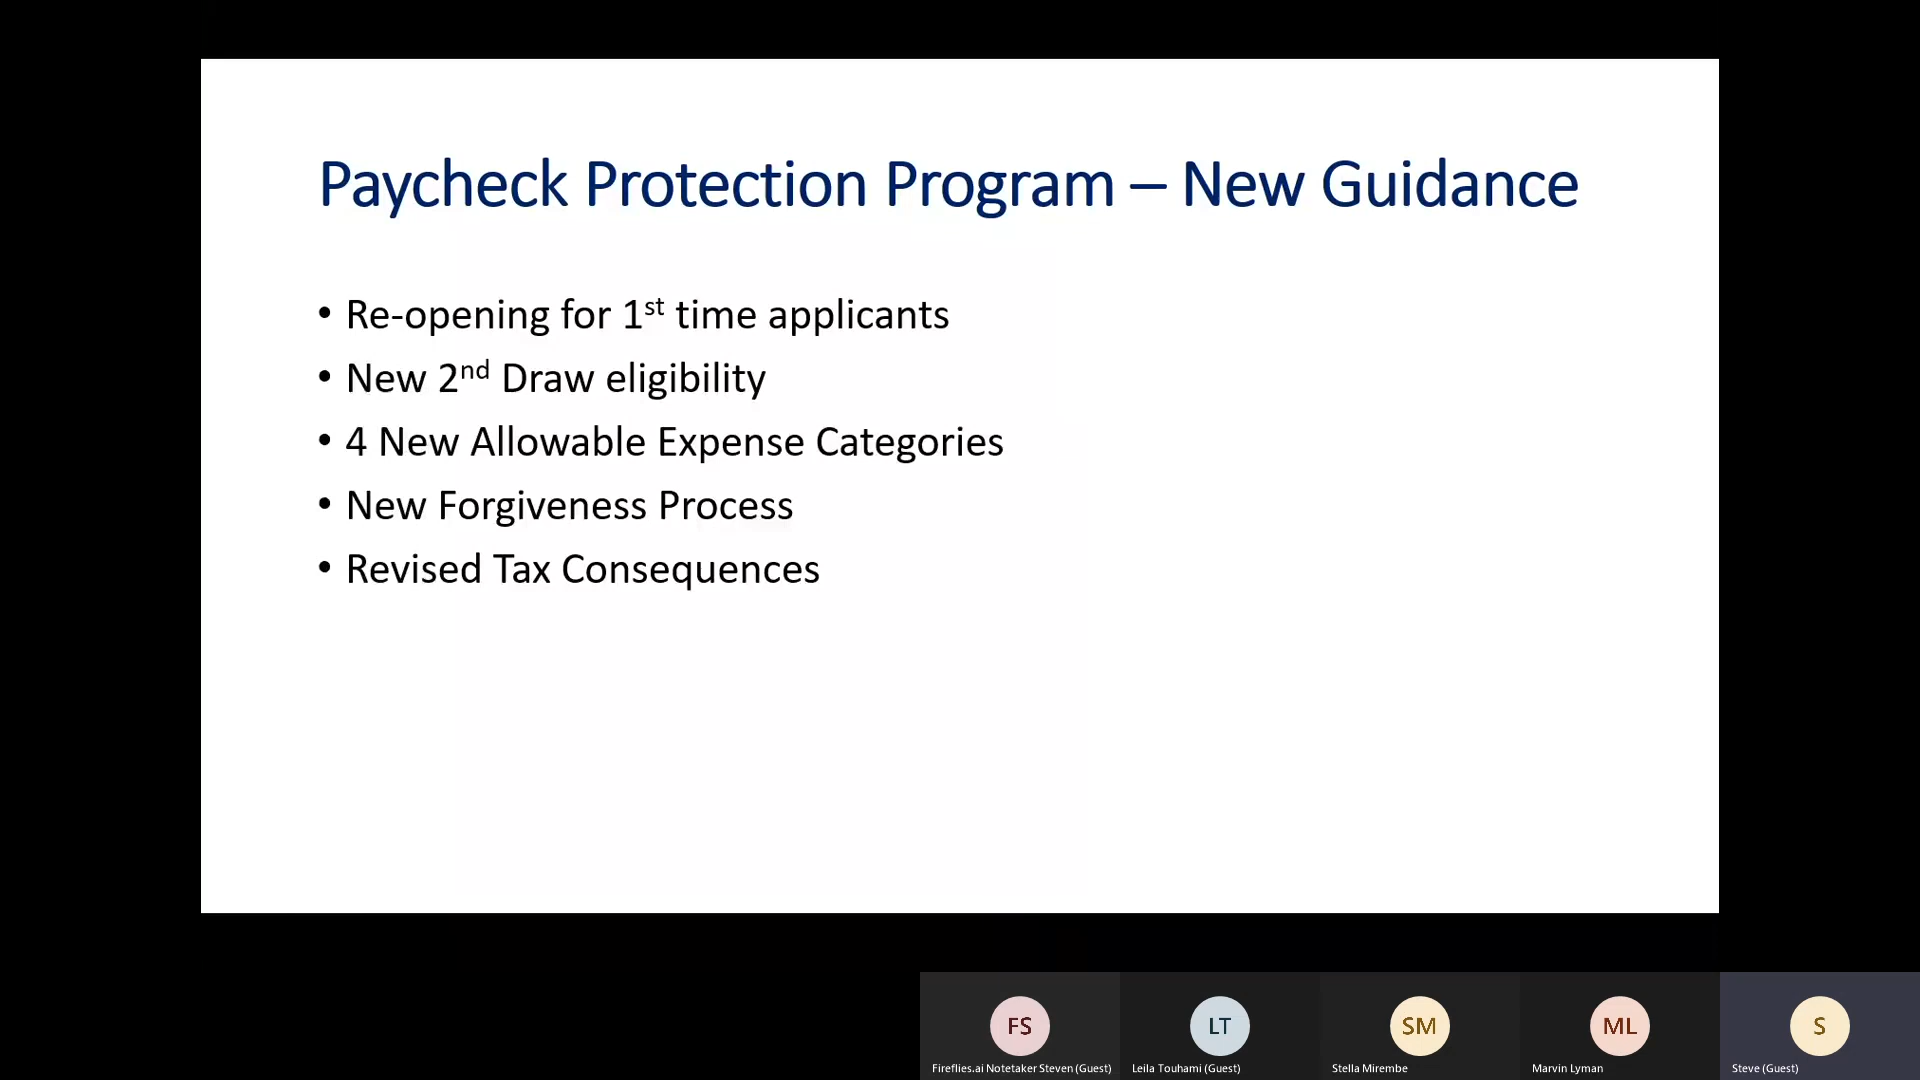 Paycheck Protection Program – New Guidance
• Re-opening for 1st time applicants
• New 2nd Draw eligibility
• 4 New Allowable Expense Categories
• New Forgiveness Process
• Revised Tax Consequences
FS LT SM ML S
Fireflies.ai Notetaker Steven (Guest) Leila Touhami (Guest) Stella Mirembe Marvin Lyman Steve (Guest)